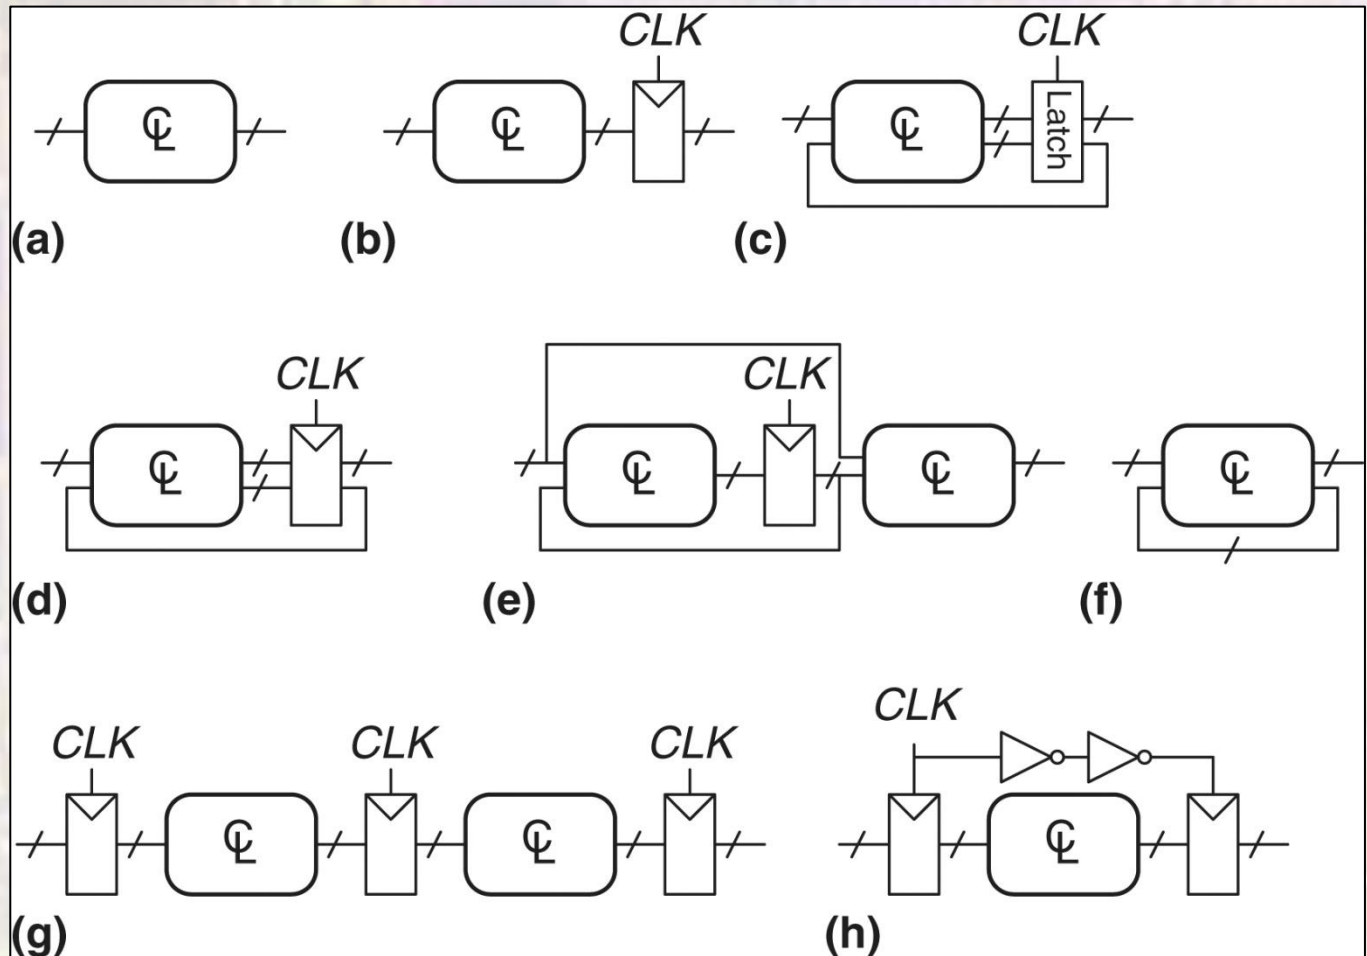 CLK CLK
CL CL CL Latch
(a) (b) (c)
CLK CLK
CL CL CL CL
(d) (e) (f)
CLK
CLK CLK CLK
CL CL CL
(g) (h)